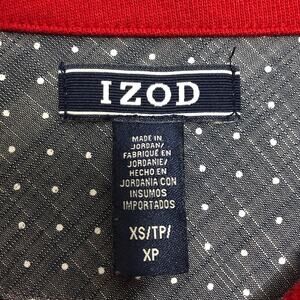 IZOD
MADE IN
JORDAN/
FABRIQUÉ EN
JORDANIE/
HECHO EN
JORDANIA CON
INSUMOS
IMPORTADOS
XS/TP/
XP